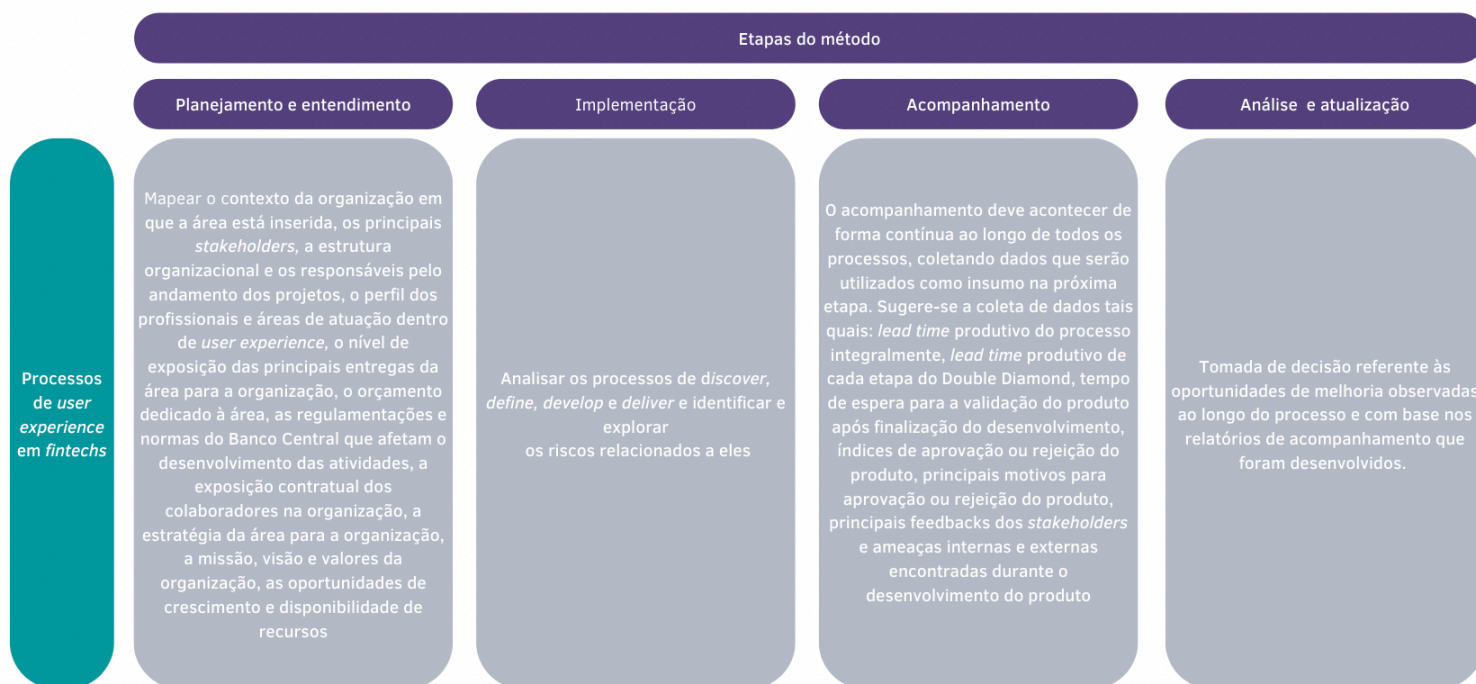 Etapas do método
Planejamento e entendimento
Implementação
Acompanhamento
Análise e atualização
Processos
de user
experience
em fintechs
Mapear o contexto da organização em
que a área está inserida, os principais
stakeholders, a estrutura
organizacional e os responsáveis pelo
andamento dos projetos, o perfil dos
profissionais e áreas de atuação dentro
de user experience, o nível de
exposição das principais entregas da
área para a organização, o orçamento
dedicado à área, as regulamentações e
normas do Banco Central que afetam o
desenvolvimento das atividades, a
exposição contratual dos
colaboradores na organização, a
estratégia da área para a organização,
a missão, visão e valores da
organização, as oportunidades de
crescimento e disponibilidade de
recursos
Analisar os processos de discover,
define, develop e deliver e identificar e
explorar
os riscos relacionados a eles
O acompanhamento deve acontecer de
forma contínua ao longo de todos os
processos, coletando dados que serão
utilizados como insumo na próxima
etapa. Sugere-se a coleta de dados tais
quais: lead time produtivo do processo
integralmente, lead time produtivo de
cada etapa do Double Diamond, tempo
de espera para a validação do produto
após finalização do desenvolvimento,
índices de aprovação ou rejeição do
produto, principais motivos para
aprovação ou rejeição do produto,
principais feedbacks dos stakeholders
e ameaças internas e externas
encontradas durante o
desenvolvimento do produto
Tomada de decisão referente às
oportunidades de melhoria observadas
ao longo do processo e com base nos
relatórios de acompanhamento que
foram desenvolvidos.